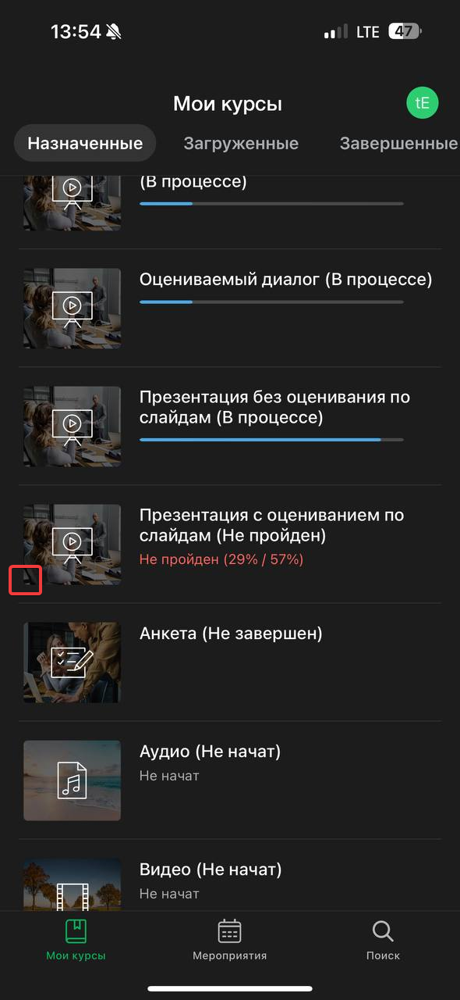 13:54
LTE
47
Мои курсы
tE
Назначенные
Загруженные
Завершенные
(В процессе)
Оцениваемый диалог (В процессе)
Презентация без оценивания по
слайдам (В процессе)
Презентация с оцениванием по
слайдам (Не пройден)
Не пройден (29% / 57%)
Анкета (Не завершен)
Аудио (Не начат)
Не начат
Видео (Не начат)
Не начат
Мои курсы
Мероприятия
Поиск